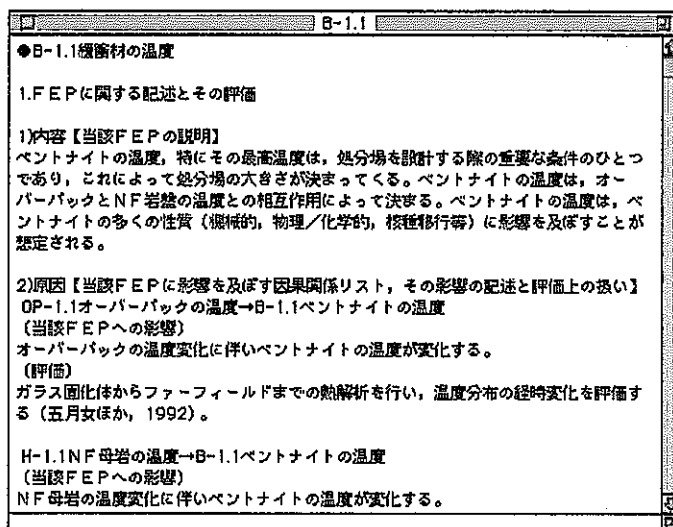 B-1.1
●B-1.1緩衝材の温度
1.FEPに関する記述とその評価
1)内容【当該FEPの説明】
ベントナイトの温度，特にその最高温度は，処分場を設計する際の重要な条件のひとつ
であり，これによって処分場の大きさが決まってくる。ベントナイトの温度は，オー
バーパックとNF岩盤の温度との相互作用によって決まる。ベントナイトの温度は，ベ
ントナイトの多くの性質（機械的，物理／化学的，核種移行等）に影響を及ぼすことが
想定される。
2)原因【当該FEPに影響を及ぼす因果関係リスト，その影響の記述と評価上の扱い】
OP-1.1オーバーパックの温度→B-1.1ベントナイトの温度
（当該FEPへの影響）
オーバーパックの温度変化に伴いベントナイトの温度が変化する。
（評価）
ガラス固化体からファーフィールドまでの熱解析を行い，温度分布の経時変化を評価す
る（五月女ほか，1992）。
H-1.1NF母岩の温度→B-1.1ベントナイトの温度
（当該FEPへの影響）
NF母岩の温度変化に伴いベントナイトの温度が変化する。